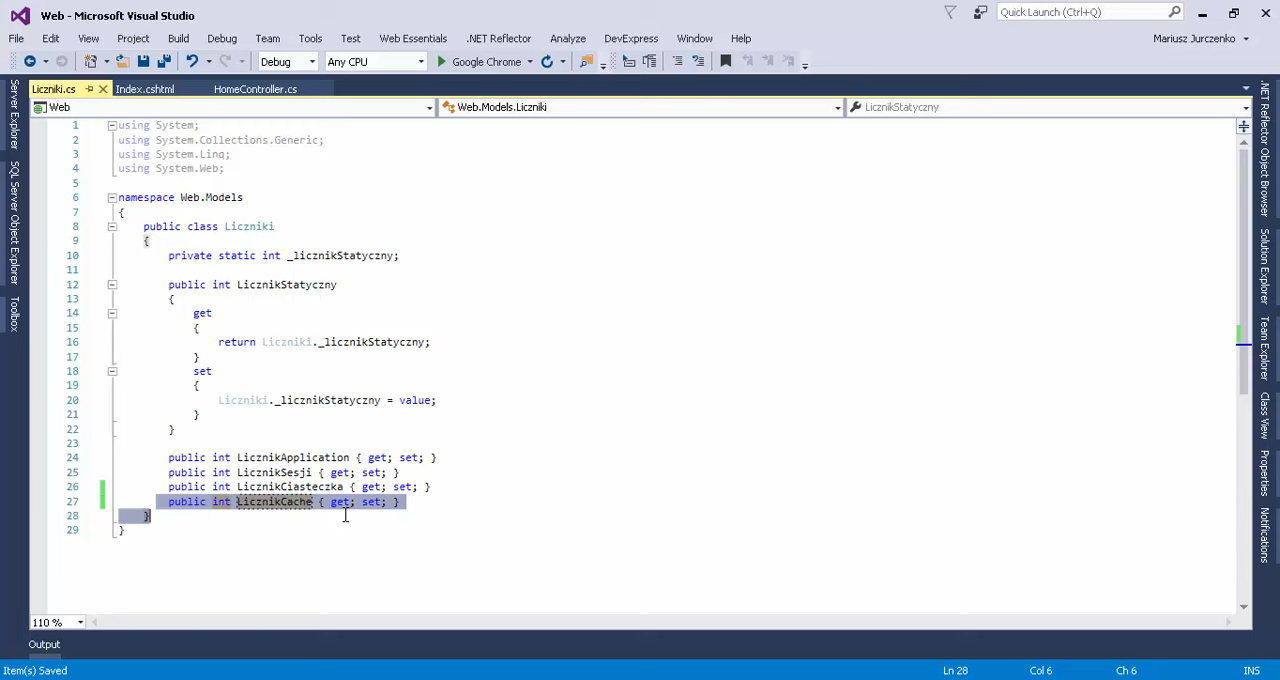 Web - Microsoft Visual Studio
Quick Launch (Ctrl+Q)
File Edit View Project Build Debug Team Tools Test Web Essentials .NET Reflector Analyze DevExpress Window Help
Mariusz Jurczenko
Debug Any CPU Google Chrome
Liczniki.cs Index.cshtml HomeController.cs
Web Web.Models.Liczniki LicznikStatyczny
Server Explorer
SQL Server Object Explorer
Toolbox
1 using System;
2 using System.Collections.Generic;
3 using System.Linq;
4 using System.Web;
5
6 namespace Web.Models
7 {
8 public class Liczniki
9 {
10 private static int _licznikStatyczny;
11
12 public int LicznikStatyczny
13 {
14 get
15 {
16 return Liczniki._licznikStatyczny;
17 }
18 set
19 {
20 Liczniki._licznikStatyczny = value;
21 }
22 }
23
24 public int LicznikApplication { get; set; }
25 public int LicznikSesji { get; set; }
26 public int LicznikCiasteczka { get; set; }
27 public int LicznikCache { get; set; }
28 }
29 }
.NET Reflector Object Browser
Solution Explorer
Team Explorer
Class View
Properties
Notifications
110 %
Output
Item(s) Saved Ln 28 Col 6 Ch 6 INS